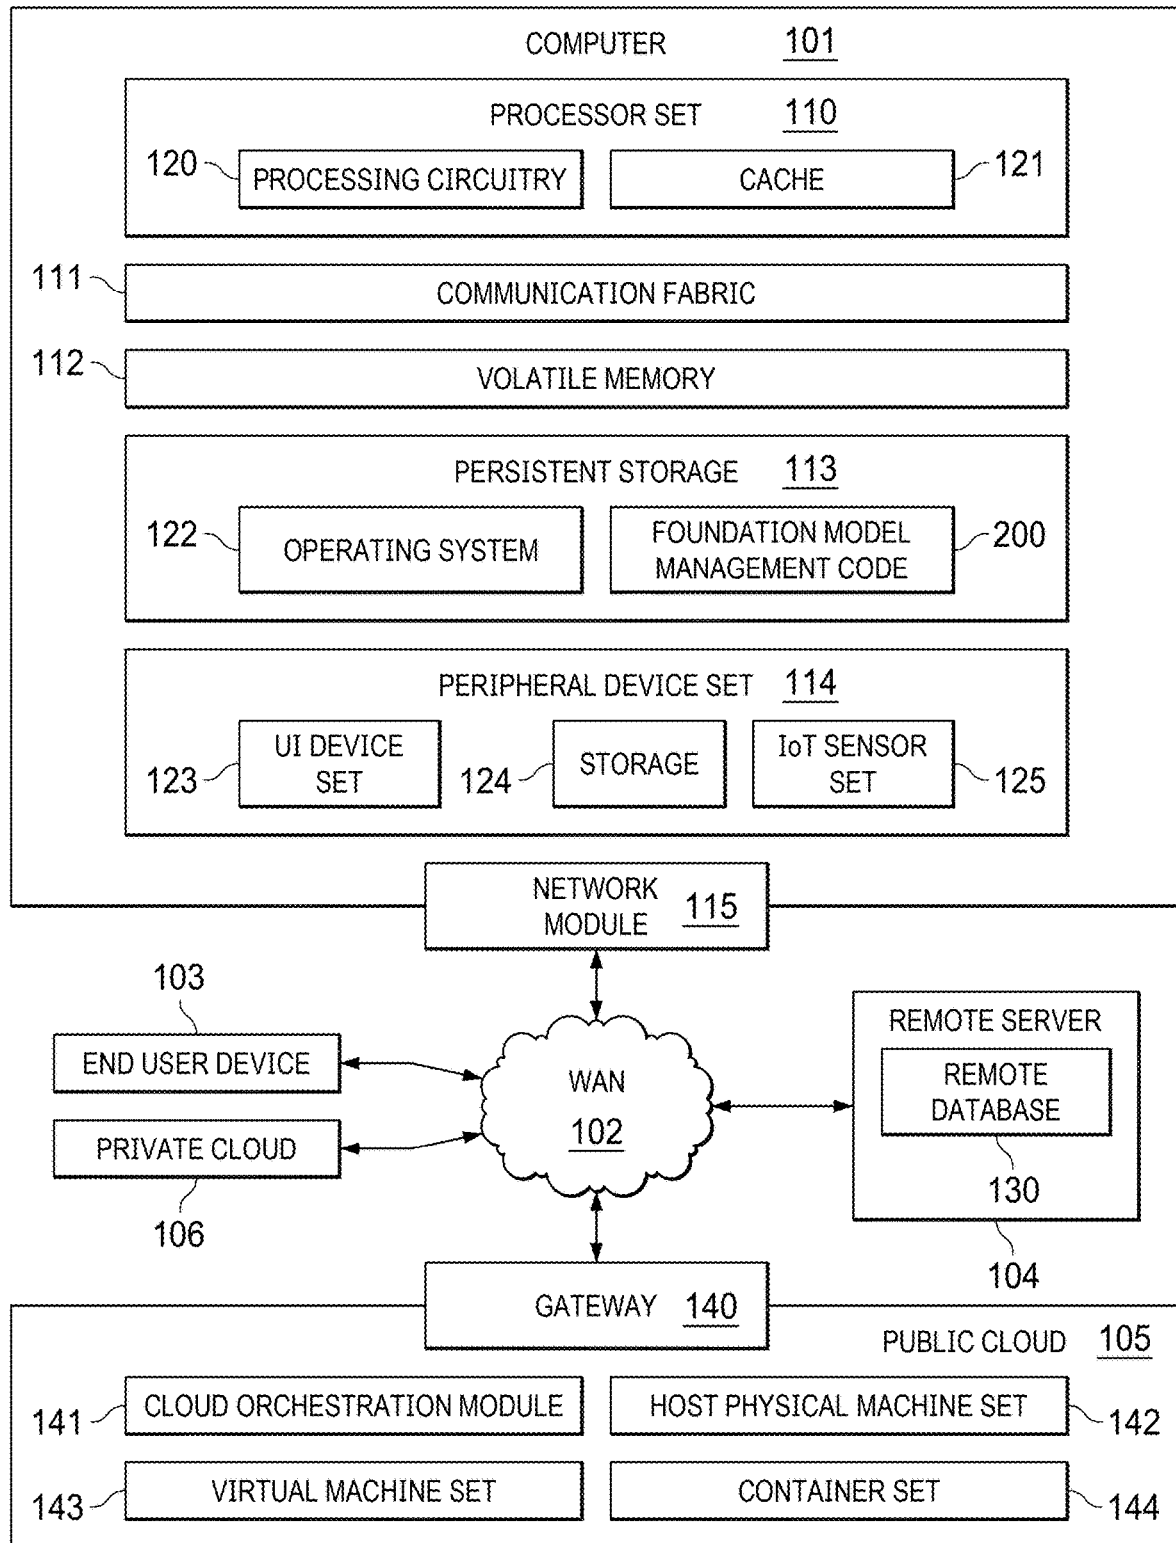 COMPUTER 101
PROCESSOR SET 110
120 PROCESSING CIRCUITRY CACHE 121
111 COMMUNICATION FABRIC
112 VOLATILE MEMORY
PERSISTENT STORAGE 113
122 OPERATING SYSTEM
FOUNDATION MODEL
MANAGEMENT CODE 200
PERIPHERAL DEVICE SET 114
123 UI DEVICE
SET
124 STORAGE
IoT SENSOR
SET 125
NETWORK
MODULE 115
103
END USER DEVICE
PRIVATE CLOUD
106
WAN
102
REMOTE SERVER
REMOTE
DATABASE
130
104
GATEWAY 140
PUBLIC CLOUD 105
141 CLOUD ORCHESTRATION MODULE HOST PHYSICAL MACHINE SET 142
143 VIRTUAL MACHINE SET CONTAINER SET 144